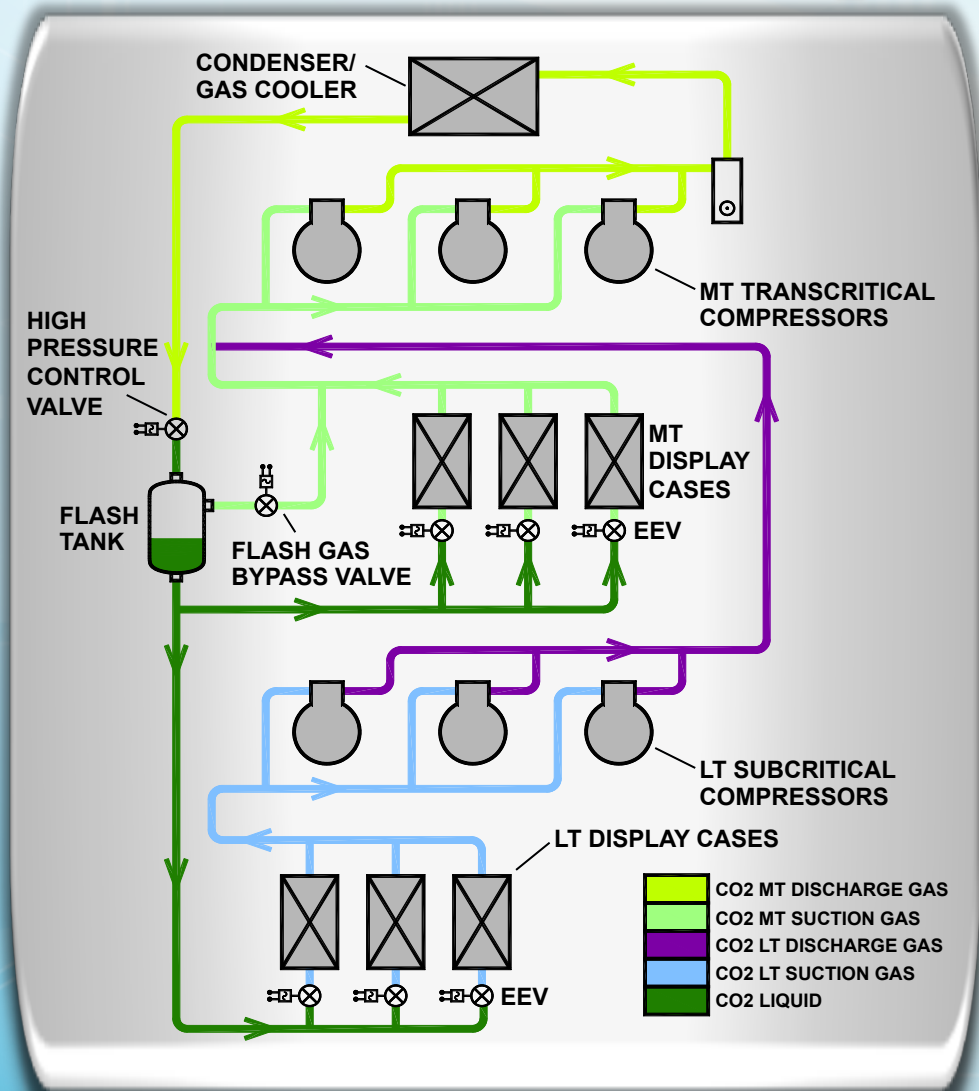 CONDENSER/
GAS COOLER
MT TRANSCRITICAL
COMPRESSORS
HIGH
PRESSURE
CONTROL
VALVE
MT
DISPLAY
CASES
FLASH
TANK
EEV
FLASH GAS
BYPASS VALVE
LT SUBCRITICAL
COMPRESSORS
LT DISPLAY CASES
CO2 MT DISCHARGE GAS
CO2 MT SUCTION GAS
CO2 LT DISCHARGE GAS
CO2 LT SUCTION GAS
CO2 LIQUID
EEV